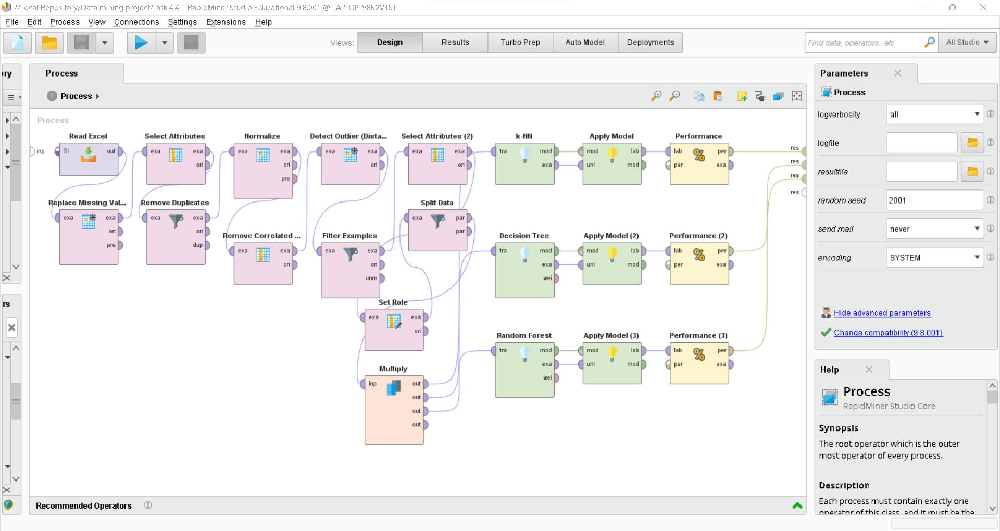 //Local Repository/Data mining project/Task 4.4 – RapidMiner Studio Educational 9.8.001 @ LAPTOP-V8K2V1ST
File Edit Process View Connections Settings Extensions Help
Views: Design Results Turbo Prep Auto Model Deployments
Find data, operators...etc
All Studio
ry
Process
Parameters
Process
Process
logverbosity all
logfile
resultfile
random seed 2001
send mail never
encoding SYSTEM
Hide advanced parameters
Change compatibility (9.8.001)
Process
inp
Read Excel
fil out
Select Attributes
exa exa
ori
Normalize
exa exa
ori
pre
Detect Outlier (Dista...
exa exa
ori
Select Attributes (2)
exa exa
ori
k-NN
tra mod
exa
Apply Model
mod lab
unl mod
Performance
lab per
per exa
res
res
res
res
Replace Missing Val...
exa exa
ori
pre
Remove Duplicates
exa exa
ori
dup
Remove Correlated ...
exa exa
ori
Filter Examples
exa exa
ori
unm
Split Data
exa par
par
Decision Tree
tra mod
exa
wei
Apply Model (2)
mod lab
unl mod
Performance (2)
lab per
per exa
Set Role
exa exa
ori
Random Forest
tra mod
exa
wei
Apply Model (3)
mod lab
unl mod
Performance (3)
lab per
per exa
Multiply
inp out
out
out
out
rs
Recommended Operators
Help
Process
RapidMiner Studio Core
Synopsis
The root operator which is the outer
most operator of every process.
Description
Each process must contain exactly one
operator of this class, and it must be the